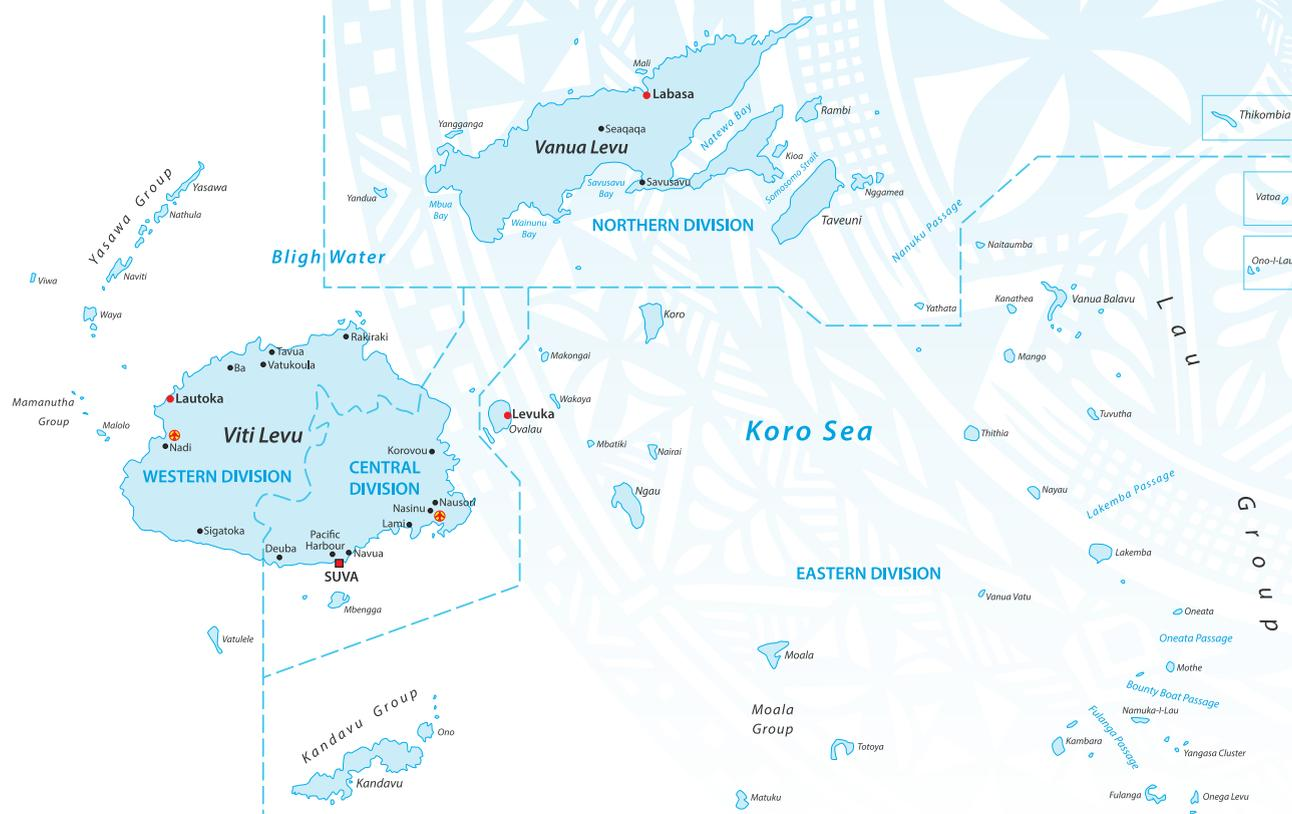 Mali
Labasa
Rambi
Thikombia
Yangganga
Seaqaqa
Natewa Bay
Vanua Levu
Kioa
Somosomo Strait
Yasawa
Yasawa Group
Yandua
Savusavu
Bay
Savusavu
Nggamea
Vatoa
Mbua
Bay
Nathula
Wainunu
Bay
NORTHERN DIVISION
Taveuni
Nanuku Passage
Naitaumba
Bligh Water
Ono-I-Lau
Naviti
Viwa
Kanathea
Vanua Balavu
Yathata
Waya
Koro
Rakiraki
Tavua
Vatukoula
Ba
Makongai
Mango
Lau
Group
Lautoka
Mamanutha
Group
Malolo
Wakaya
Levuka
Ovalau
Tuvutha
Viti Levu
Koro Sea
Thithia
Nadi
Korovou
Mbatiki
Nairai
WESTERN DIVISION
CENTRAL
DIVISION
Ngau
Nayau
Lakemba Passage
Nausori
Nasinu
Lami
Sigatoka
Pacific
Harbour
Deuba
Navua
Lakemba
SUVA
EASTERN DIVISION
Mbengga
Vanua Vatu
Oneata
Vatulele
Oneata Passage
Moala
Mothe
Kandavu Group
Bounty Boat Passage
Moala
Group
Namuka-I-Lau
Fulanga Passage
Ono
Totoya
Kambara
Yangasa Cluster
Kandavu
Matuku
Fulanga
Onega Levu